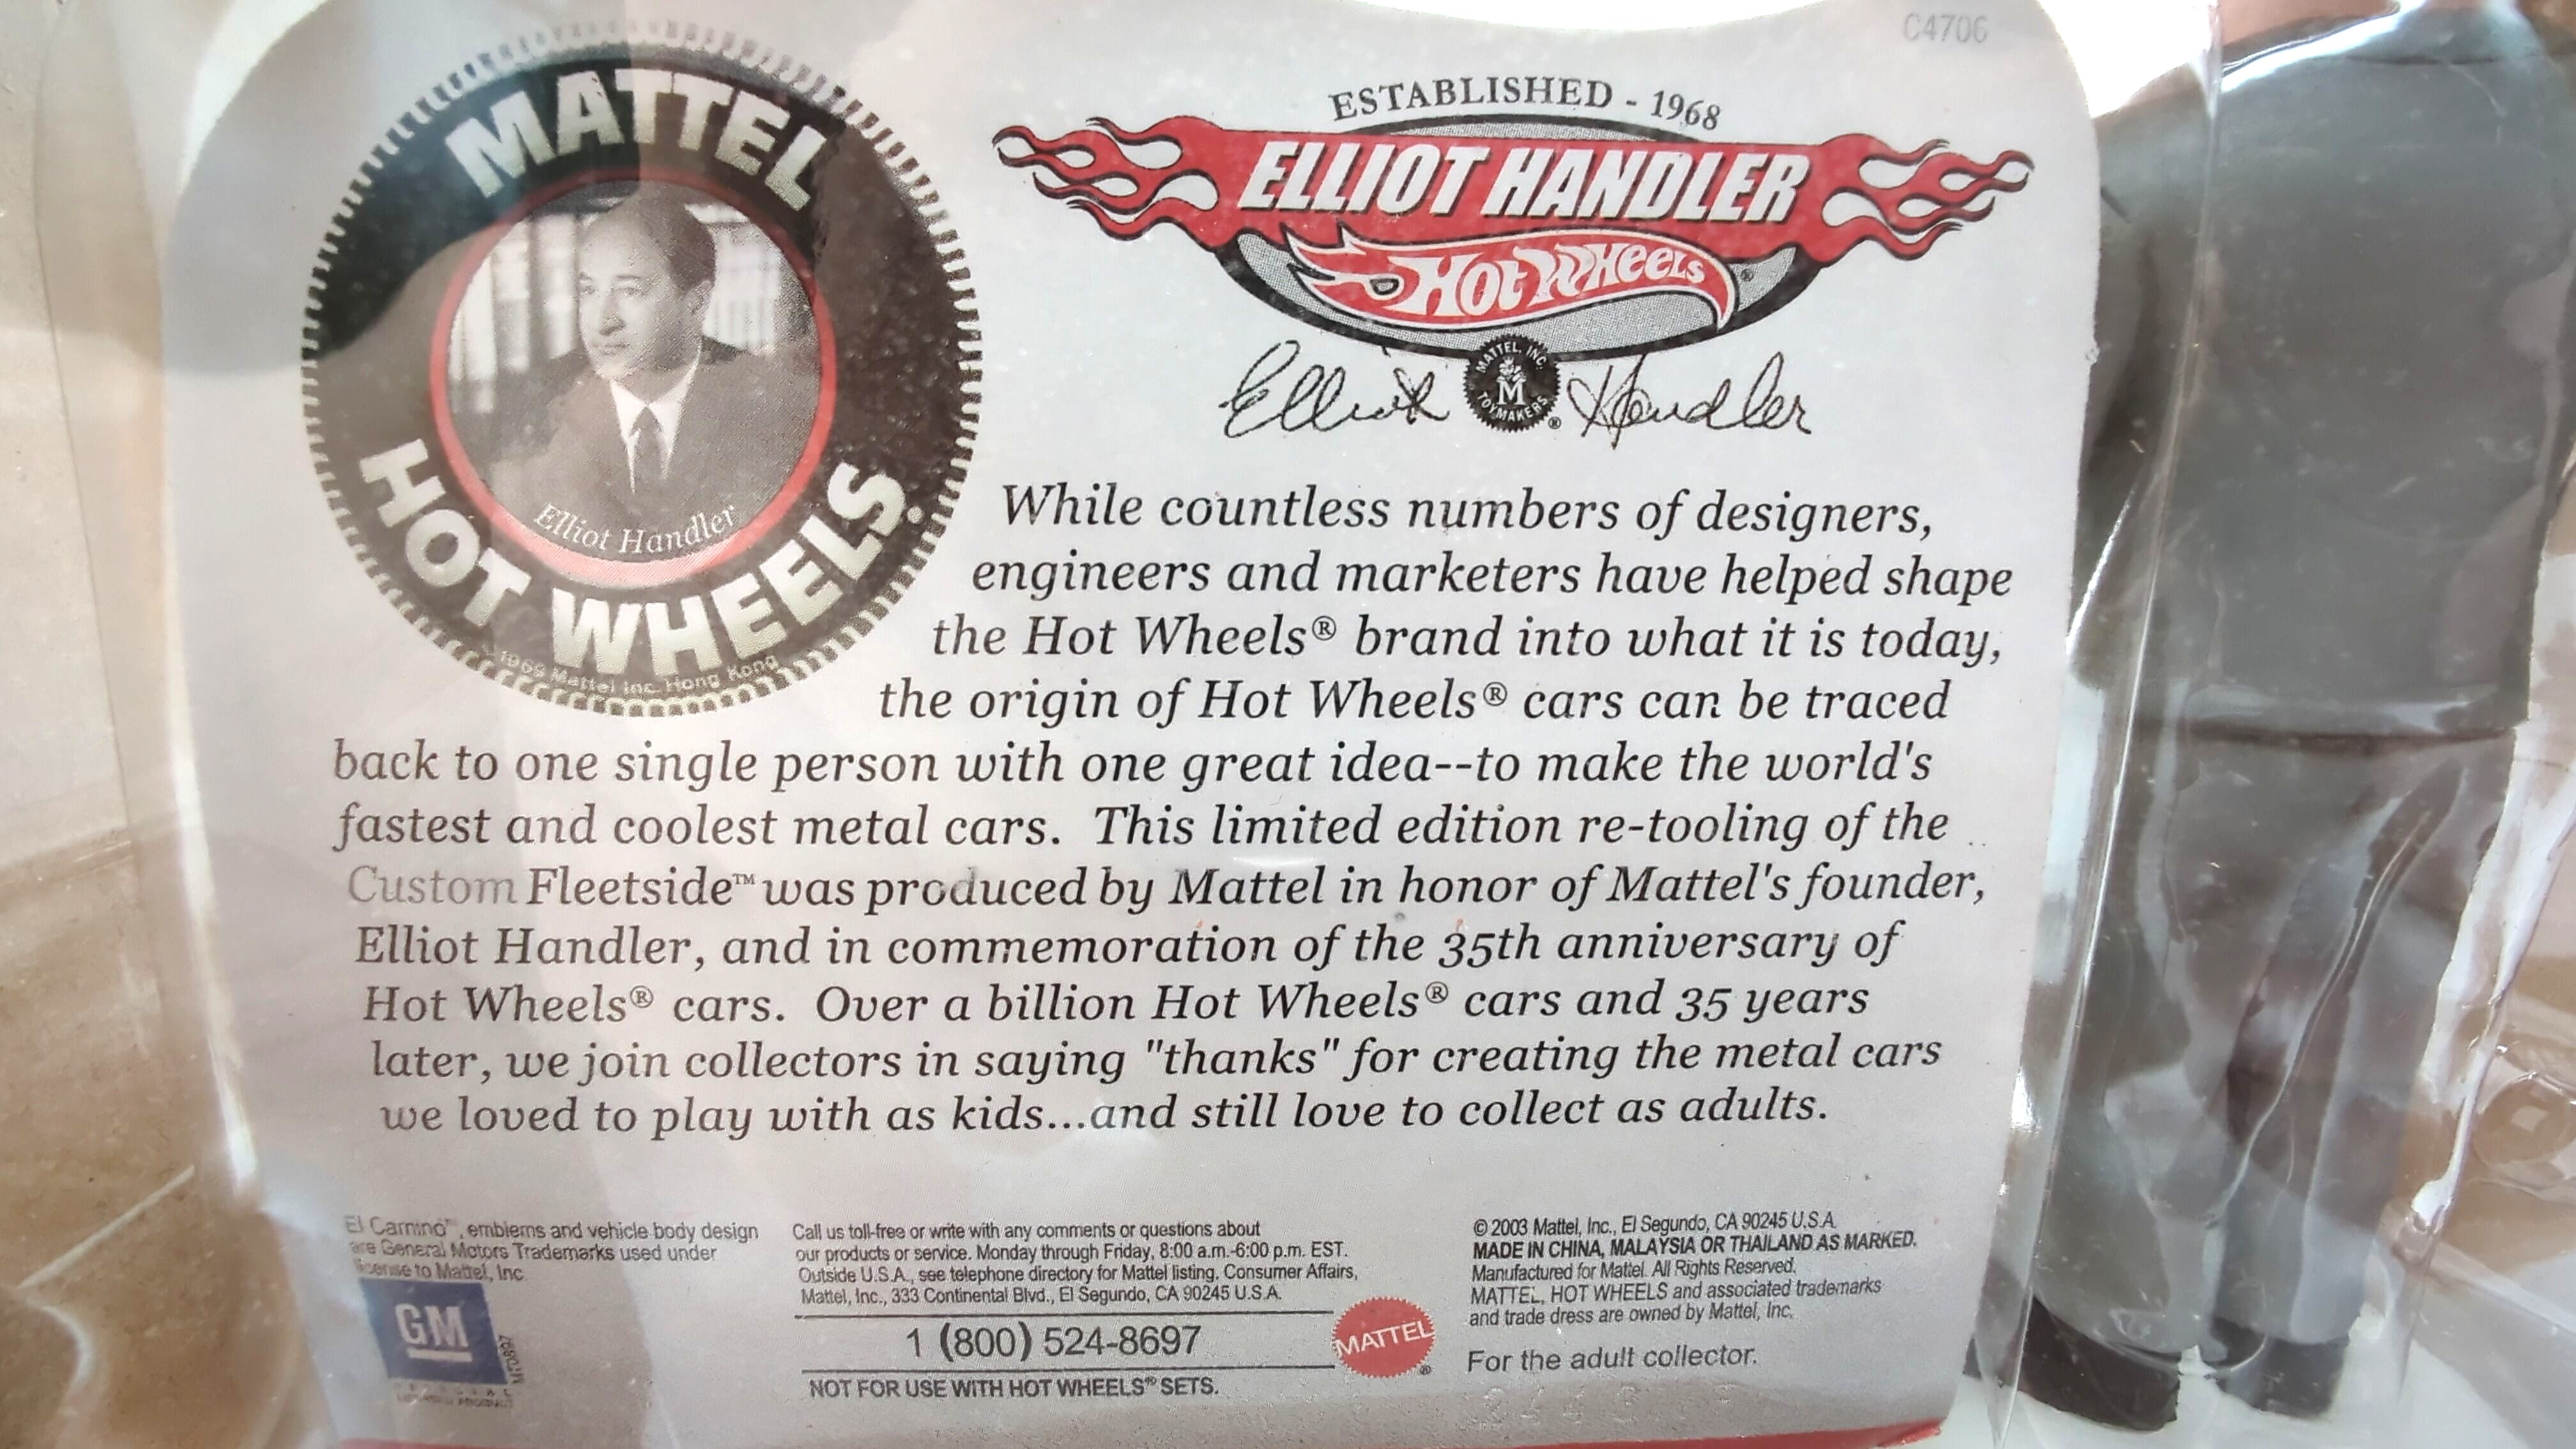 C4706
MATTEL
HOT WHEELS
Elliot Handler
©1968 Mattel Inc. Hong Kong
ESTABLISHED - 1968
ELLIOT HANDLER
Hot Wheels®
MATTEL, INC.
M
TOYMAKERS®
Elliot Handler
While countless numbers of designers,
engineers and marketers have helped shape
the Hot Wheels® brand into what it is today,
the origin of Hot Wheels® cars can be traced
back to one single person with one great idea--to make the world's
fastest and coolest metal cars. This limited edition re-tooling of the
Custom Fleetside™ was produced by Mattel in honor of Mattel's founder,
Elliot Handler, and in commemoration of the 35th anniversary of
Hot Wheels® cars. Over a billion Hot Wheels® cars and 35 years
later, we join collectors in saying "thanks" for creating the metal cars
we loved to play with as kids...and still love to collect as adults.
El Camino™, emblems and vehicle body design
are General Motors Trademarks used under
license to Mattel, Inc.
GM
Call us toll-free or write with any comments or questions about
our products or service. Monday through Friday, 8:00 a.m.-6:00 p.m. EST.
Outside U.S.A., see telephone directory for Mattel listing. Consumer Affairs,
Mattel, Inc., 333 Continental Blvd., El Segundo, CA 90245 U.S.A.
1 (800) 524-8697
NOT FOR USE WITH HOT WHEELS® SETS.
MATTEL®
© 2003 Mattel, Inc., El Segundo, CA 90245 U.S.A.
MADE IN CHINA, MALAYSIA OR THAILAND AS MARKED.
Manufactured for Mattel. All Rights Reserved.
MATTEL, HOT WHEELS and associated trademarks
and trade dress are owned by Mattel, Inc.
For the adult collector.